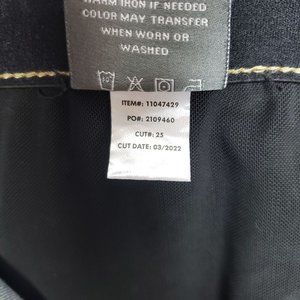 WARM IRON IF NEEDED
COLOR MAY TRANSFER
WHEN WORN OR
WASHED
ITEM#: 11047429
PO#: 2109460
CUT#: 25
CUT DATE: 03/2022